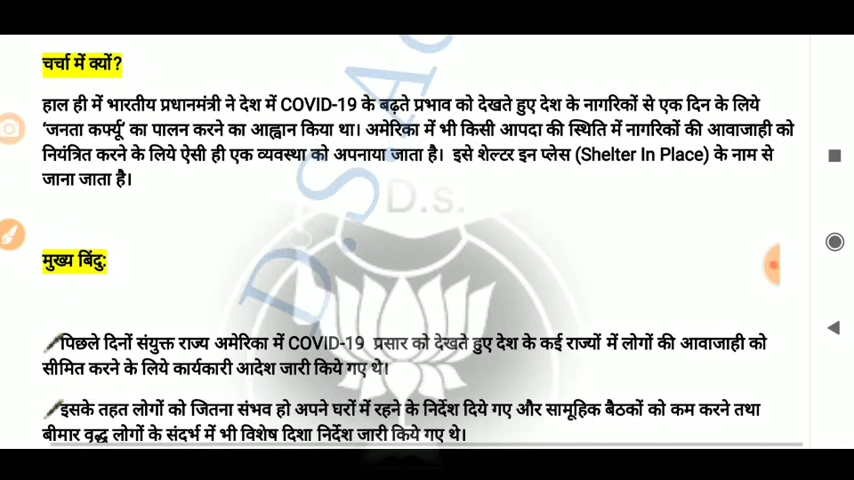 चर्चा में क्यों?
हाल ही में भारतीय प्रधानमंत्री ने देश में COVID-19 के बढ़ते प्रभाव को देखते हुए देश के नागरिकों से एक दिन के लिये
‘जनता कर्फ्यू’ का पालन करने का आह्वान किया था। अमेरिका में भी किसी आपदा की स्थिति में नागरिकों की आवाजाही को
नियंत्रित करने के लिये ऐसी ही एक व्यवस्था को अपनाया जाता है। इसे शेल्टर इन प्लेस (Shelter In Place) के नाम से
जाना जाता है।
D.s.
मुख्य बिंदु:
पिछले दिनों संयुक्त राज्य अमेरिका में COVID-19 प्रसार को देखते हुए देश के कई राज्यों में लोगों की आवाजाही को
सीमित करने के लिये कार्यकारी आदेश जारी किये गए थे।
इसके तहत लोगों को जितना संभव हो अपने घरों में रहने के निर्देश दिये गए और सामूहिक बैठकों को कम करने तथा
बीमार वृद्ध लोगों के संदर्भ में भी विशेष दिशा निर्देश जारी किये गए थे।